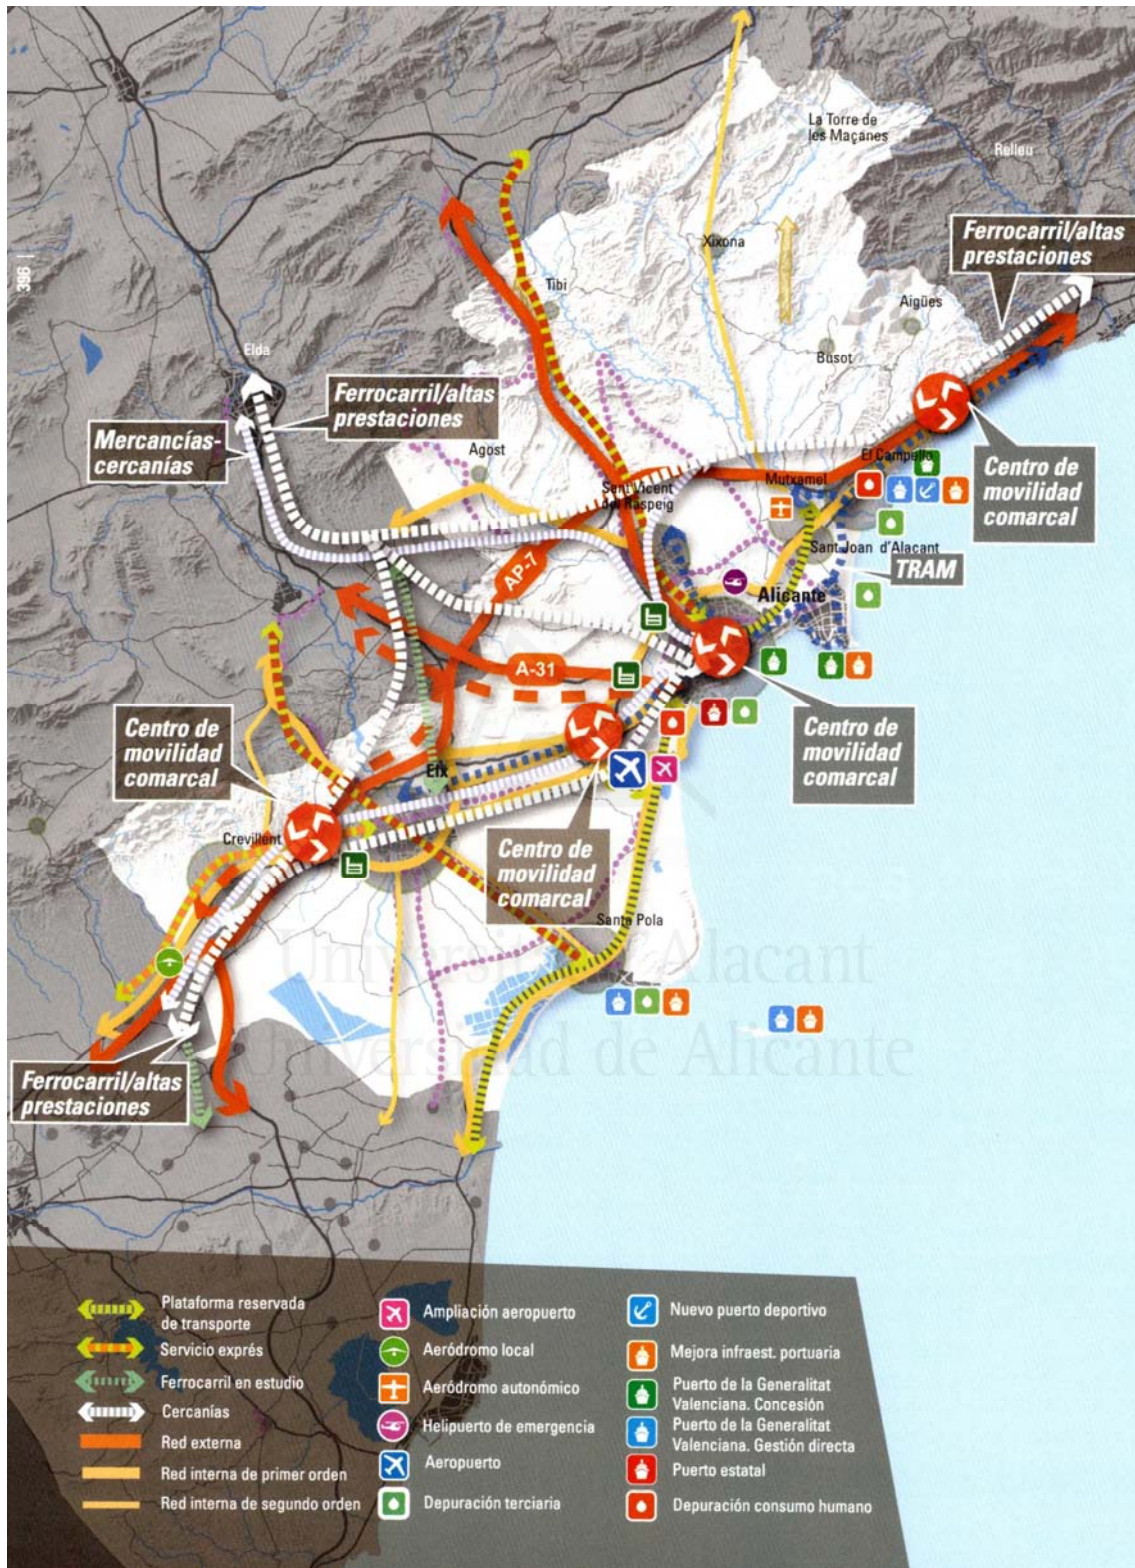 La Torre de
les Maçanes
Relleu
Xixona
Ferrocarril/altas
prestaciones
386
Tibi
Aigües
Busot
Elda
Ferrocarril/altas
prestaciones
Mercancías-
cercanías
Agost
El Campello
Centro de
movilidad
comarcal
Mutxamel
Sant Vicent
del Raspeig
Sant Joan d'Alacant
AP-7
TRAM
Alicante
A-31
Centro de
movilidad
comarcal
Centro de
movilidad
comarcal
Elx
Crevillent
Centro de
movilidad
comarcal
Santa Pola
Universitat d'Alacant
Universidad de Alicante
Ferrocarril/altas
prestaciones
Plataforma reservada
de transporte
Servicio exprés
Ferrocarril en estudio
Cercanías
Red externa
Red interna de primer orden
Red interna de segundo orden
Ampliación aeropuerto
Aeródromo local
Aeródromo autonómico
Helipuerto de emergencia
Aeropuerto
Depuración terciaria
Nuevo puerto deportivo
Mejora infraest. portuaria
Puerto de la Generalitat
Valenciana. Concesión
Puerto de la Generalitat
Valenciana. Gestión directa
Puerto estatal
Depuración consumo humano